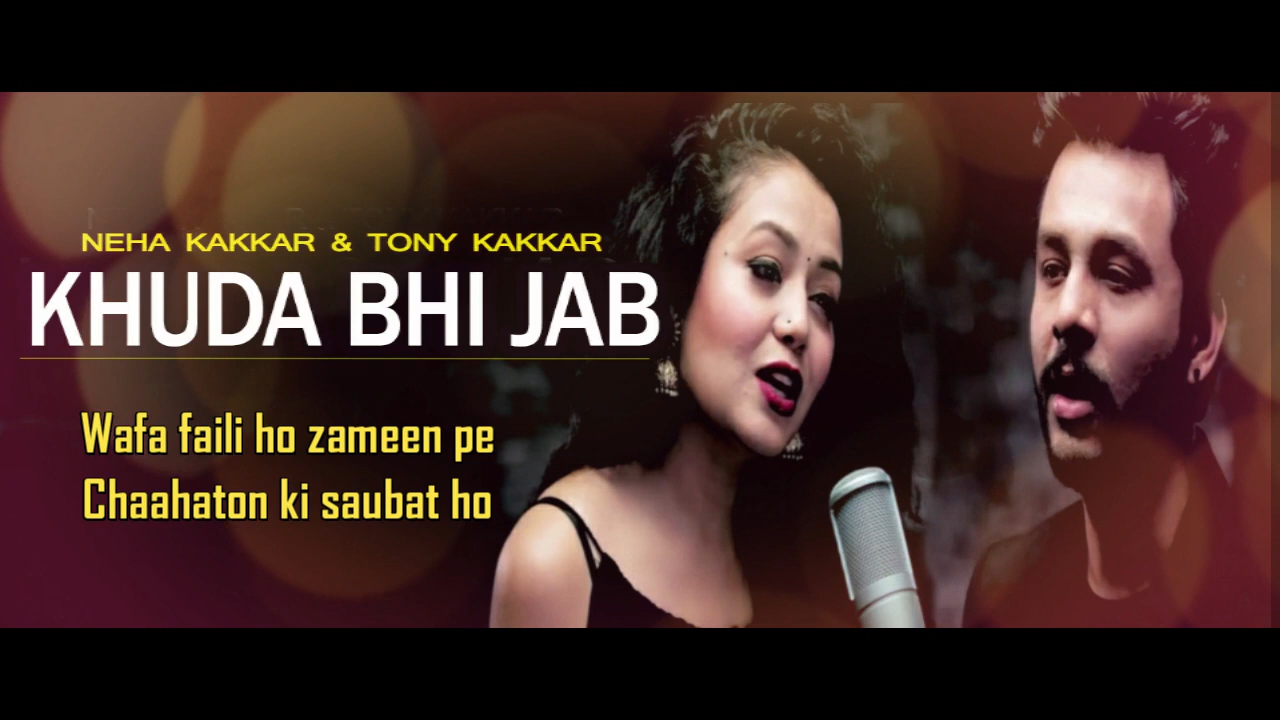 NEHA KAKKAR & TONY KAKKAR
KHUDA BHI JAB
Wafa faili ho zameen pe
Chaahaton ki saubat ho